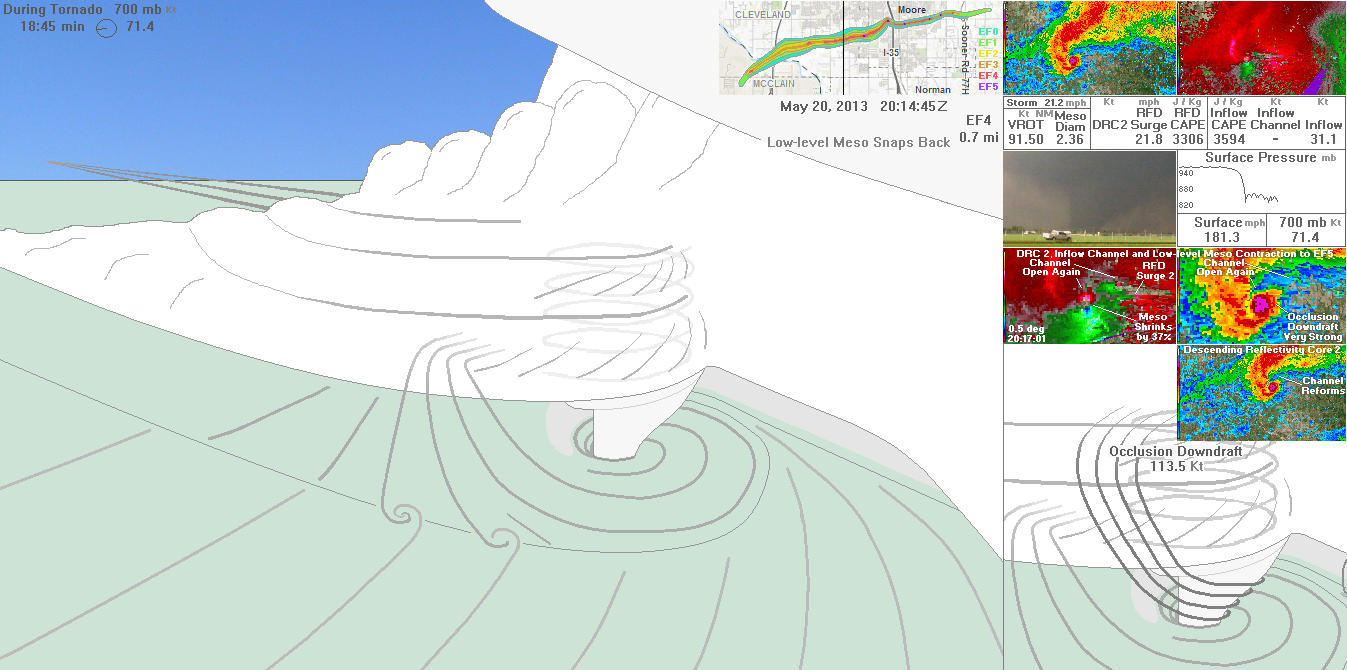 During Tornado 700 mb Kt
18:45 min 71.4
CLEVELAND
Moore
I-35
Sooner Rd
77H
MCCLAIN
Norman
EF0
EF1
EF2
EF3
EF4
EF5
May 20, 2013 20:14:45Z
EF4
0.7 mi
Low-level Meso Snaps Back
Storm 21.2 mph
Kt NM
VROT Meso Diam
91.50 2.36
Kt mph J / Kg
DRC2 RFD Surge RFD CAPE
21.8 3306
J / Kg Kt Kt
Inflow CAPE Inflow Channel Inflow
3594 - 31.1
Surface Pressure mb
940
880
820
Surface mph
181.3
700 mb Kt
71.4
DRC 2, Inflow Channel and Low-level Meso Contraction to EF5
Channel
Open Again
RFD
Surge 2
Meso
Shrinks
by 37%
0.5 deg
20:17:01
Channel
Open Again
Occlusion
Downdraft
Very Strong
Descending Reflectivity Core 2
Channel
Reforms
Occlusion Downdraft
113.5 Kt